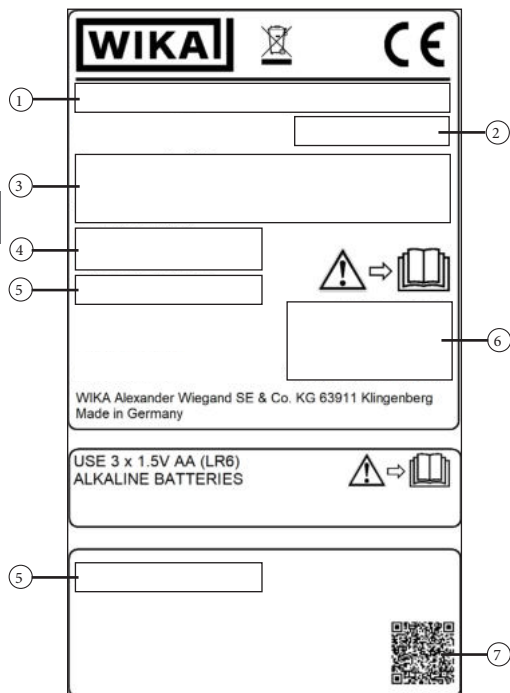 WIKA CE
1
2
3
4
5
6
WIKA Alexander Wiegand SE & Co. KG 63911 Klingenberg
Made in Germany
USE 3 x 1.5V AA (LR6)
ALKALINE BATTERIES
5
7